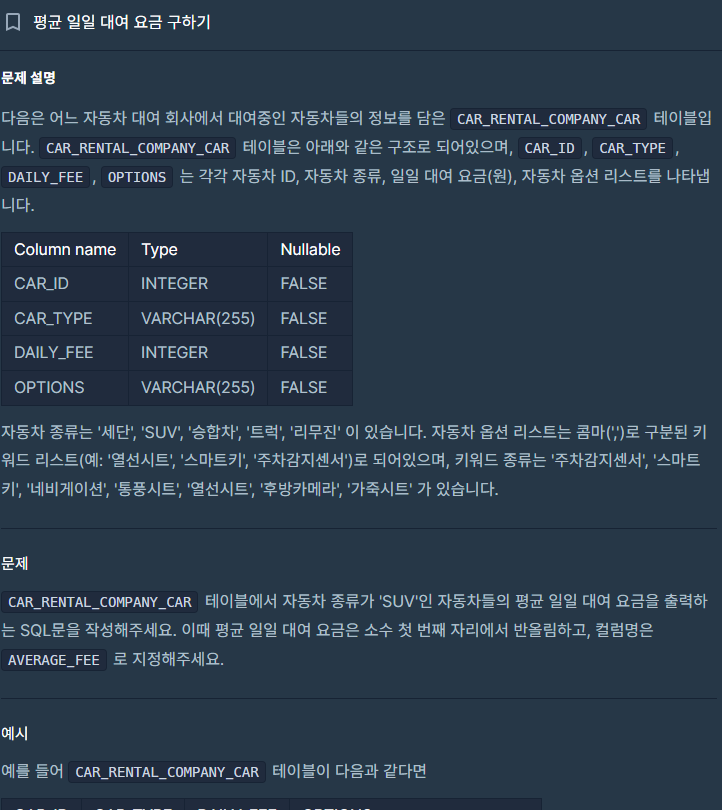 평균 일일 대여 요금 구하기
문제 설명
다음은 어느 자동차 대여 회사에서 대여중인 자동차들의 정보를 담은 CAR_RENTAL_COMPANY_CAR 테이블입
니다. CAR_RENTAL_COMPANY_CAR 테이블은 아래와 같은 구조로 되어있으며, CAR_ID , CAR_TYPE ,
DAILY_FEE , OPTIONS 는 각각 자동차 ID, 자동차 종류, 일일 대여 요금(원), 자동차 옵션 리스트를 나타냅
니다.
Column name Type Nullable
CAR_ID INTEGER FALSE
CAR_TYPE VARCHAR(255) FALSE
DAILY_FEE INTEGER FALSE
OPTIONS VARCHAR(255) FALSE
자동차 종류는 '세단', 'SUV', '승합차', '트럭', '리무진' 이 있습니다. 자동차 옵션 리스트는 콤마(',')로 구분된 키
워드 리스트(예: '열선시트', '스마트키', '주차감지센서')로 되어있으며, 키워드 종류는 '주차감지센서', '스마트
키', '네비게이션', '통풍시트', '열선시트', '후방카메라', '가죽시트' 가 있습니다.
문제
CAR_RENTAL_COMPANY_CAR 테이블에서 자동차 종류가 'SUV'인 자동차들의 평균 일일 대여 요금을 출력하
는 SQL문을 작성해주세요. 이때 평균 일일 대여 요금은 소수 첫 번째 자리에서 반올림하고, 컬럼명은
AVERAGE_FEE 로 지정해주세요.
예시
예를 들어 CAR_RENTAL_COMPANY_CAR 테이블이 다음과 같다면